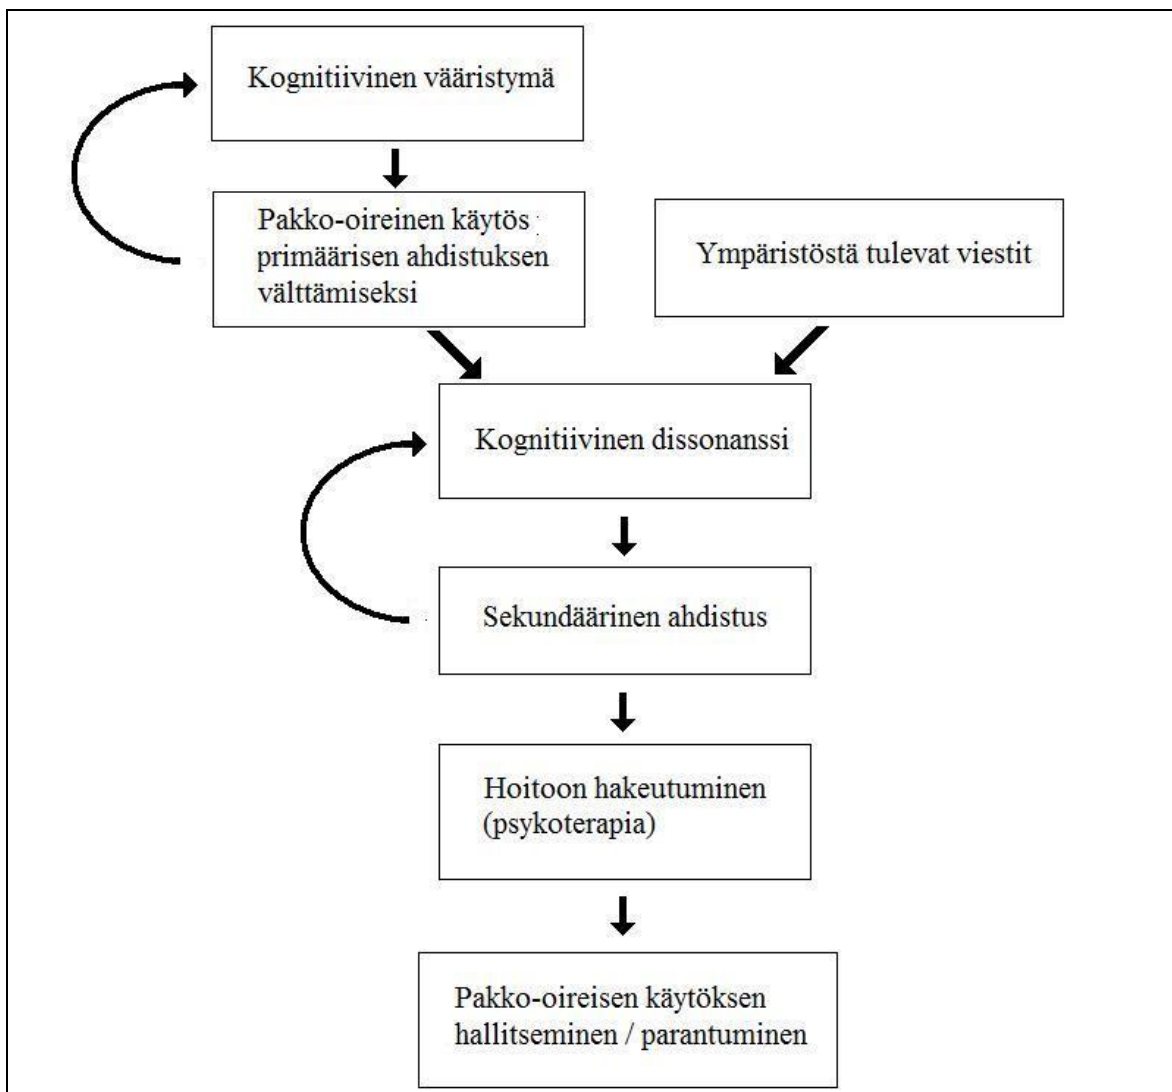 Kognitiivinen vääristymä
Pakko-oireinen käytös
primäärisen ahdistuksen
välttämiseksi
Ympäristöstä tulevat viestit
Kognitiivinen dissonanssi
Sekundäärinen ahdistus
Hoitoon hakeutuminen
(psykoterapia)
Pakko-oireisen käytöksen
hallitseminen / parantuminen